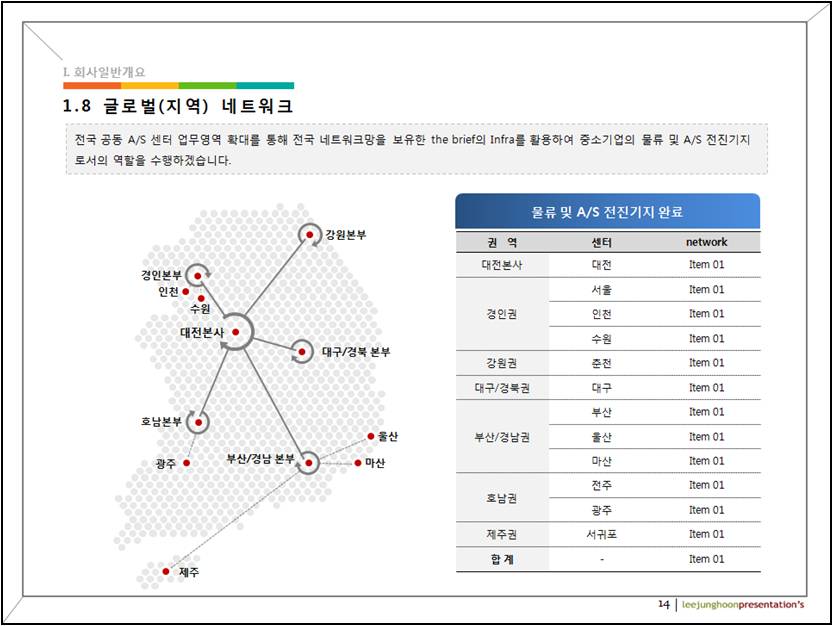 I. 회사일반개요
1.8 글로벌(지역) 네트워크
전국 공동 A/S 센터 업무영역 확대를 통해 전국 네트워크망을 보유한 the brief의 Infra를 활용하여 중소기업의 물류 및 A/S 전진기지
로서의 역할을 수행하겠습니다.
강원본부
경인본부
인천
수원
대전본사
대구/경북 본부
호남본부
광주
부산/경남 본부
울산
마산
제주
물류 및 A/S 전진기지 완료
권 역 센터 network
대전본사 대전 Item 01
경인권 서울 Item 01
인천 Item 01
수원 Item 01
강원권 춘천 Item 01
대구/경북권 대구 Item 01
부산/경남권 부산 Item 01
울산 Item 01
마산 Item 01
호남권 전주 Item 01
광주 Item 01
제주권 서귀포 Item 01
합 계 - Item 01
14 | leejunghoonpresentation's